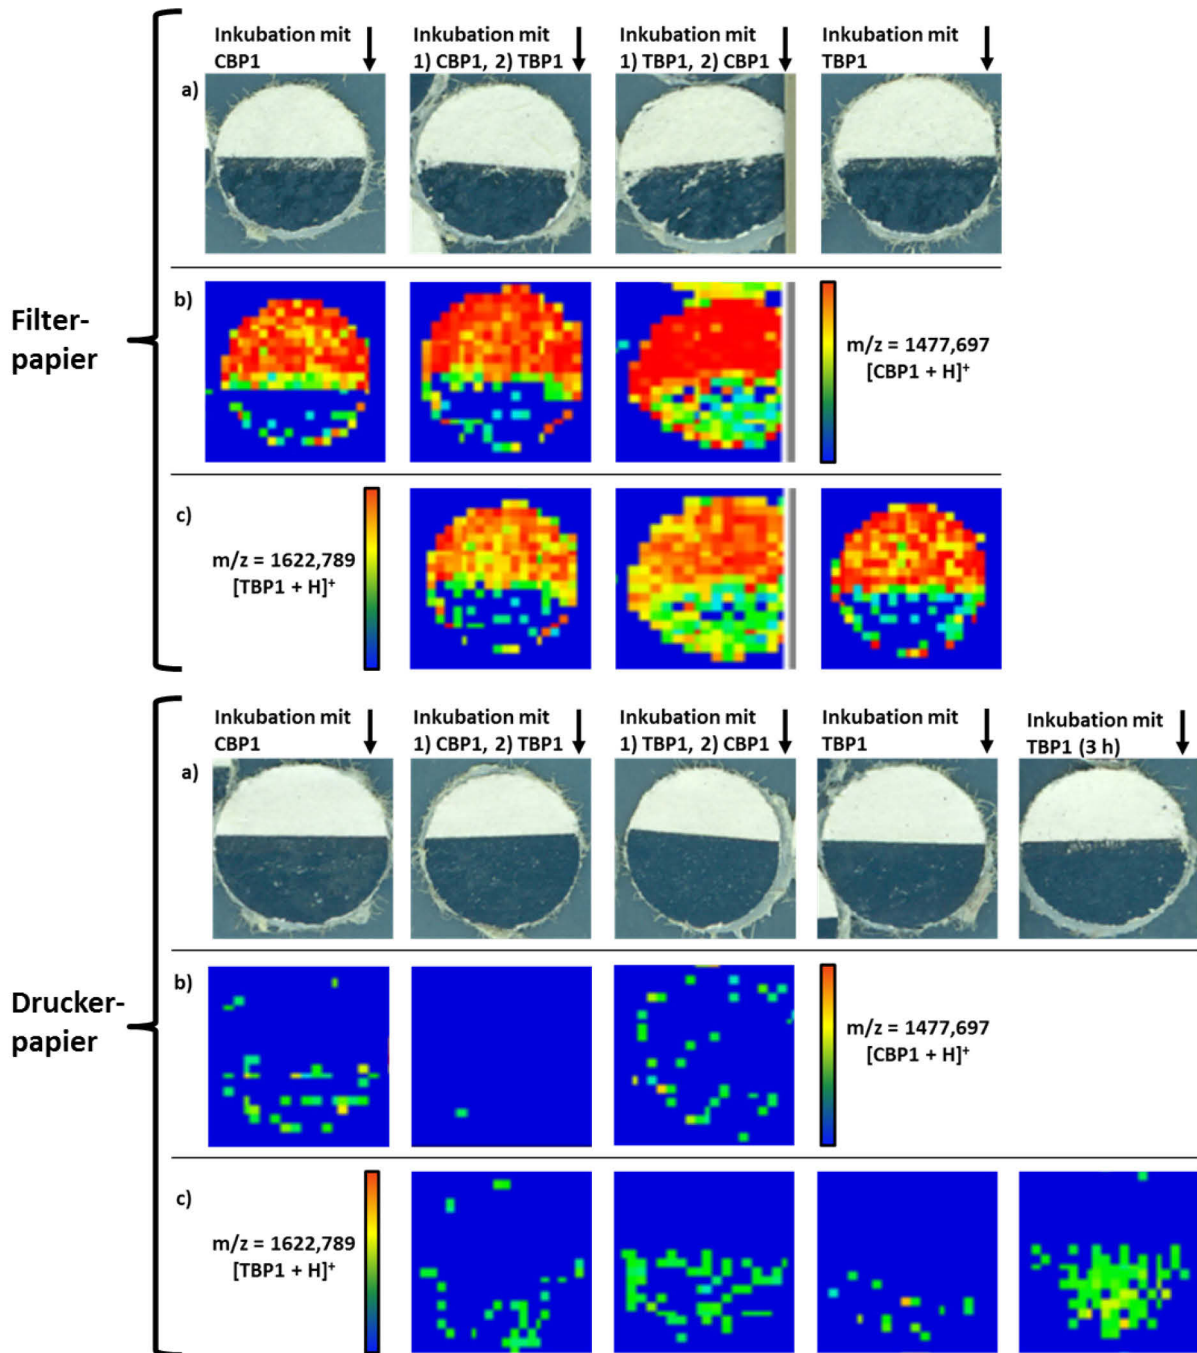 Filter-
papier
Inkubation mit
CBP1
Inkubation mit
1) CBP1, 2) TBP1
Inkubation mit
1) TBP1, 2) CBP1
Inkubation mit
TBP1
a)
b)
m/z = 1477,697
[CBP1 + H]⁺
c)
m/z = 1622,789
[TBP1 + H]⁺
Drucker-
papier
Inkubation mit
CBP1
Inkubation mit
1) CBP1, 2) TBP1
Inkubation mit
1) TBP1, 2) CBP1
Inkubation mit
TBP1
Inkubation mit
TBP1 (3 h)
a)
b)
m/z = 1477,697
[CBP1 + H]⁺
c)
m/z = 1622,789
[TBP1 + H]⁺